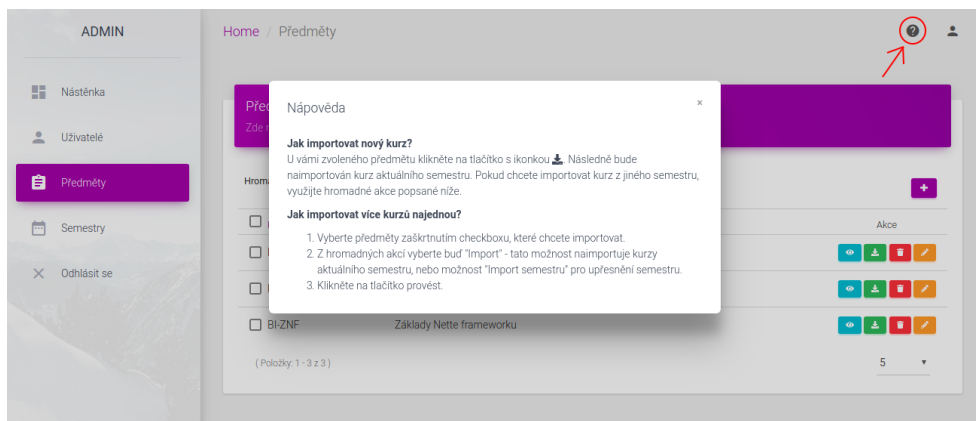 ADMIN
Home / Předměty
Nástěnka
Uživatelé
Předměty
Semestry
Odhlásit se
Nápověda
×
Jak importovat nový kurz?
U vámi zvoleného předmětu klikněte na tlačítko s ikonkou . Následně bude
naimportován kurz aktuálního semestru. Pokud chcete importovat kurz z jiného semestru,
využijte hromadné akce popsané níže.
Jak importovat více kurzů najednou?
1. Vyberte předměty zaškrtnutím checkboxu, které chcete importovat.
2. Z hromadných akcí vyberte buď "Import" - tato možnost naimportuje kurzy
aktuálního semestru, nebo možnost "Import semestru" pro upřesnění semestru.
3. Klikněte na tlačítko provést.
Akce
BI-ZNF Základy Nette frameworku
( Položky: 1 - 3 z 3 )
5